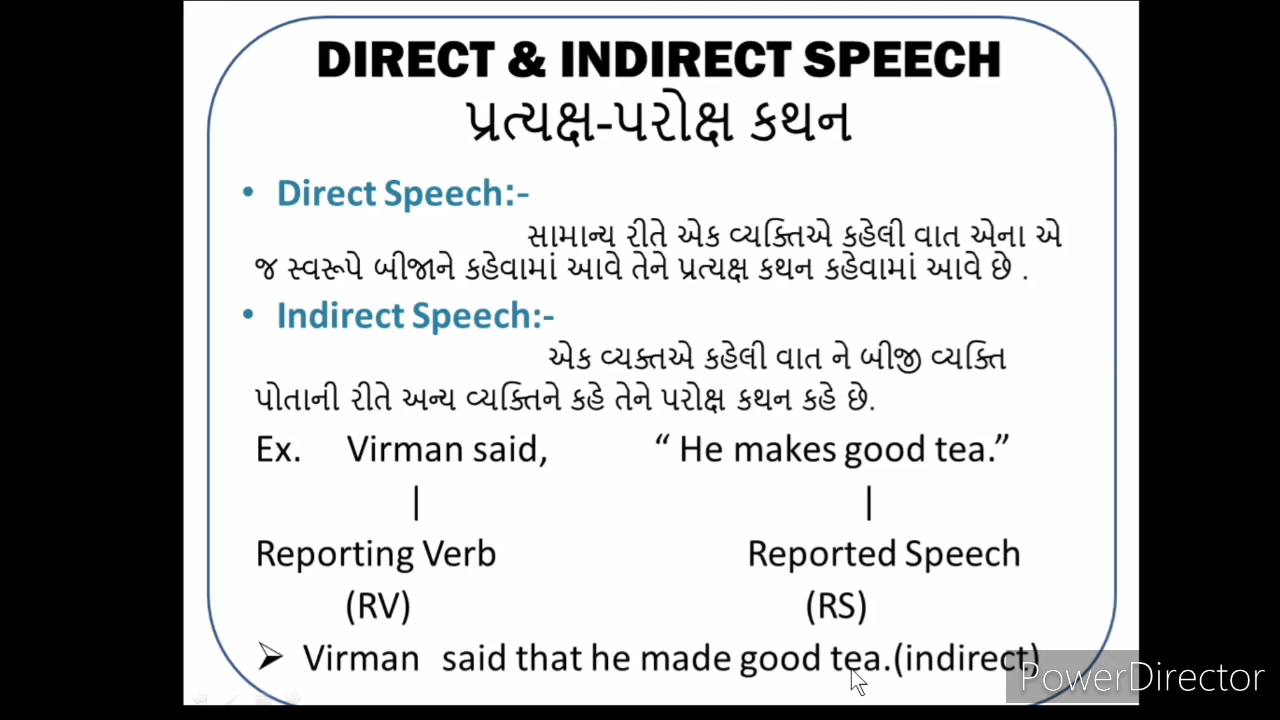 DIRECT & INDIRECT SPEECH
પ્રત્યક્ષ-પરોક્ષ કથન
• Direct Speech:-
સામાન્ય રીતે એક વ્યક્તિએ કહેલી વાત એના એ
જ સ્વરૂપે બીજાને કહેવામાં આવે તેને પ્રત્યક્ષ કથન કહેવામાં આવે છે .
• Indirect Speech:-
એક વ્યક્તએ કહેલી વાત ને બીજી વ્યક્તિ
પોતાની રીતે અન્ય વ્યક્તિને કહે તેને પરોક્ષ કથન કહે છે.
Ex. Virman said, “ He makes good tea.”
| |
Reporting Verb Reported Speech
(RV) (RS)
➢ Virman said that he made good tea.(indirect)
PowerDirector